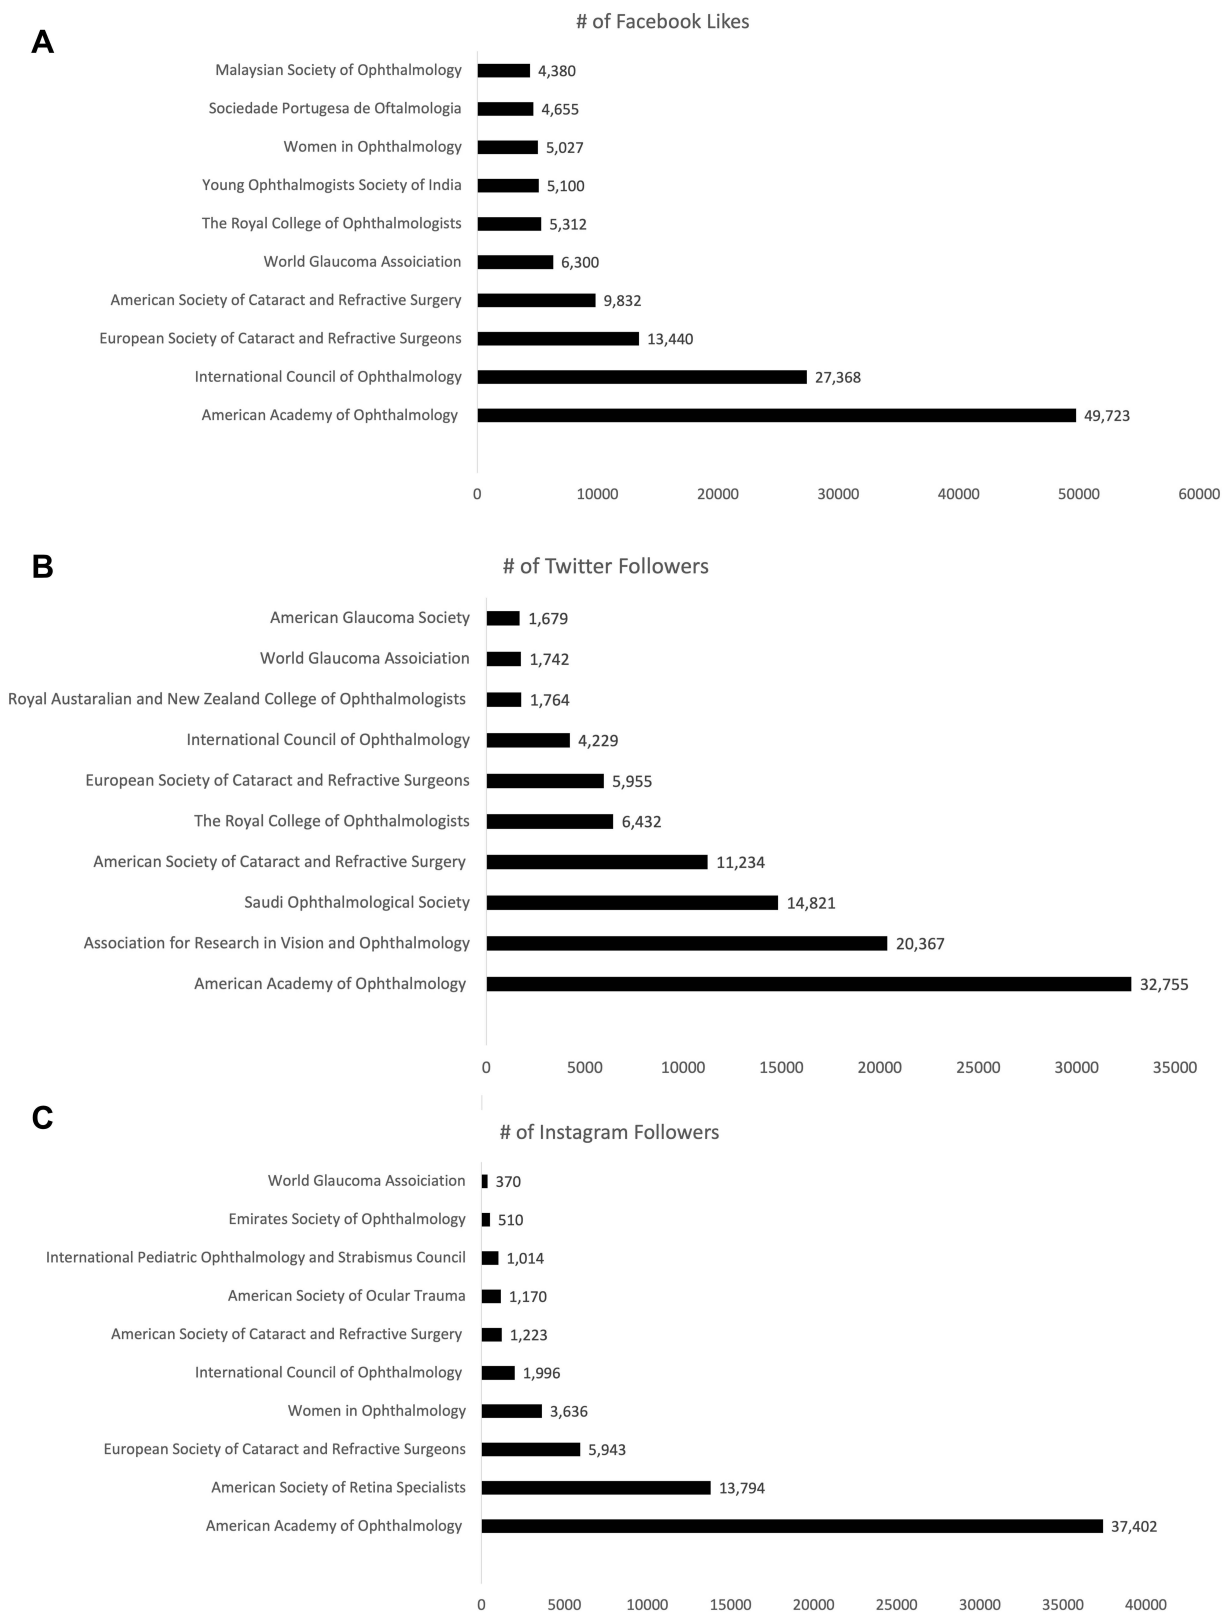 A
# of Facebook Likes
Malaysian Society of Ophthalmology 4,380
Sociedade Portugesa de Oftalmologia 4,655
Women in Ophthalmology 5,027
Young Ophthalmogists Society of India 5,100
The Royal College of Ophthalmologists 5,312
World Glaucoma Assoiciation 6,300
American Society of Cataract and Refractive Surgery 9,832
European Society of Cataract and Refractive Surgeons 13,440
International Council of Ophthalmology 27,368
American Academy of Ophthalmology 49,723
0 10000 20000 30000 40000 50000 60000
B
# of Twitter Followers
American Glaucoma Society 1,679
World Glaucoma Assoiciation 1,742
Royal Austaralian and New Zealand College of Ophthalmologists 1,764
International Council of Ophthalmology 4,229
European Society of Cataract and Refractive Surgeons 5,955
The Royal College of Ophthalmologists 6,432
American Society of Cataract and Refractive Surgery 11,234
Saudi Ophthalmological Society 14,821
Association for Research in Vision and Ophthalmology 20,367
American Academy of Ophthalmology 32,755
0 5000 10000 15000 20000 25000 30000 35000
C
# of Instagram Followers
World Glaucoma Assoiciation 370
Emirates Society of Ophthalmology 510
International Pediatric Ophthalmology and Strabismus Council 1,014
American Society of Ocular Trauma 1,170
American Society of Cataract and Refractive Surgery 1,223
International Council of Ophthalmology 1,996
Women in Ophthalmology 3,636
European Society of Cataract and Refractive Surgeons 5,943
American Society of Retina Specialists 13,794
American Academy of Ophthalmology 37,402
0 5000 10000 15000 20000 25000 30000 35000 40000